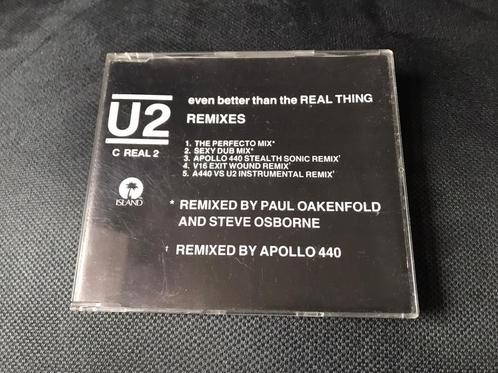 U2
C REAL 2
ISLAND
even better than the REAL THING
REMIXES
1. THE PERFECTO MIX*
2. SEXY DUB MIX*
3. APOLLO 440 STEALTH SONIC REMIX†
4. V16 EXIT WOUND REMIX†
5. A440 VS U2 INSTRUMENTAL REMIX†
* REMIXED BY PAUL OAKENFOLD
AND STEVE OSBORNE
† REMIXED BY APOLLO 440